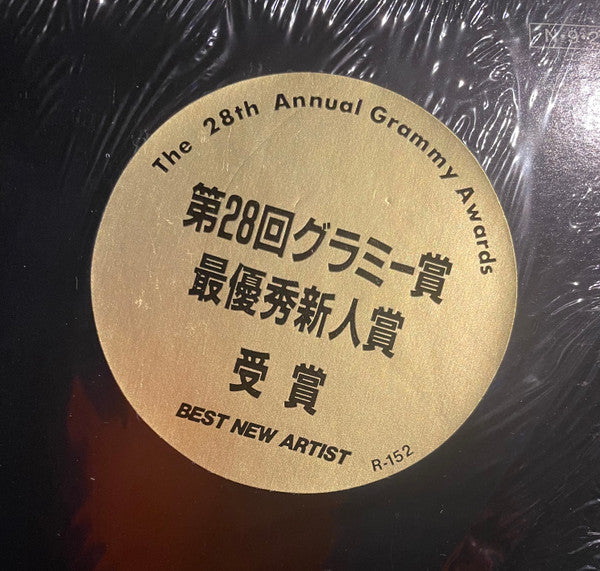 The 28th Annual Grammy Awards
第28回グラミー賞
最優秀新人賞
受賞
BEST NEW ARTIST
R-152